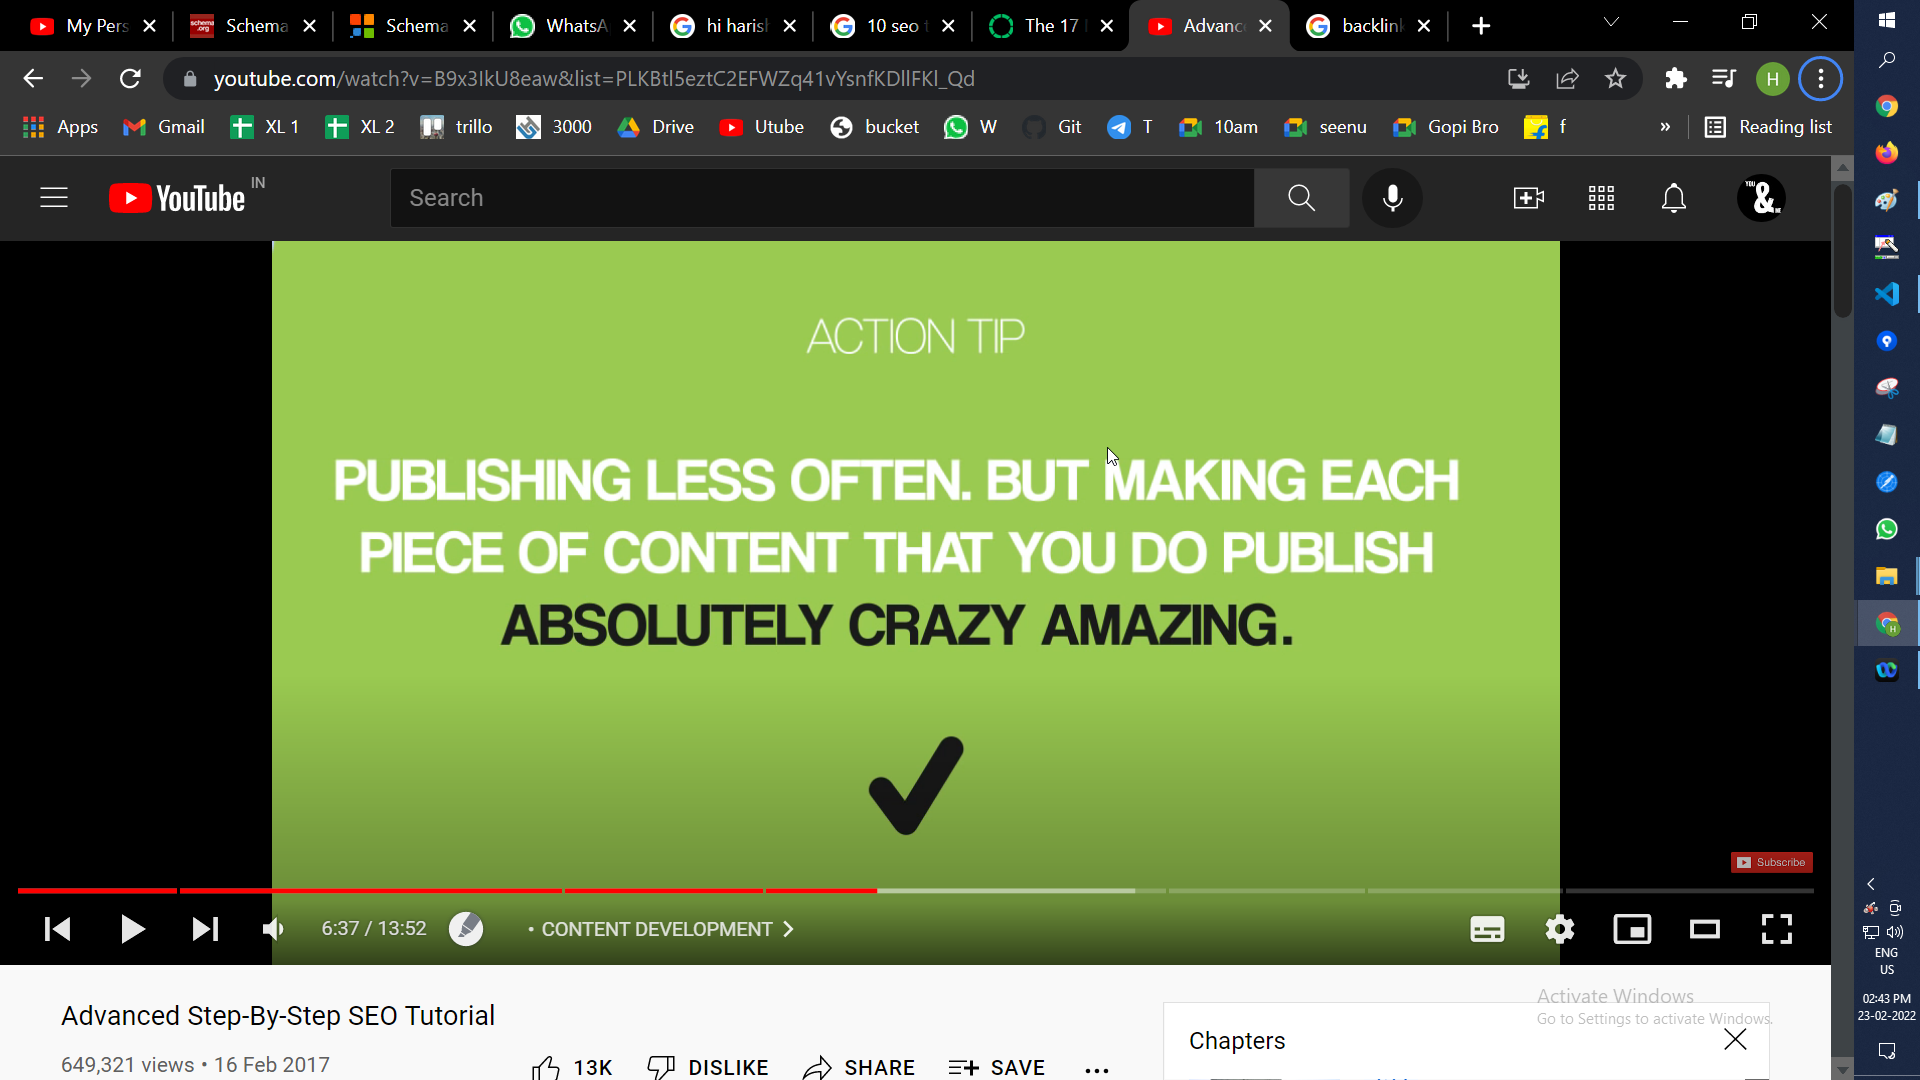 My Pers
Schema
Schema
WhatsA
hi harish
10 seo t
The 17
Advanc
backlink
youtube.com/watch?v=B9x3IkU8eaw&list=PLKBtl5eztC2EFWZq41vYsnfKDllFKl_Qd
H
Apps
Gmail
XL 1
XL 2
trillo
3000
Drive
Utube
bucket
W
Git
T
10am
seenu
Gopi Bro
f
»
Reading list
YouTube IN
Search
ACTION TIP
PUBLISHING LESS OFTEN. BUT MAKING EACH
PIECE OF CONTENT THAT YOU DO PUBLISH
ABSOLUTELY CRAZY AMAZING.
Subscribe
6:37 / 13:52
• CONTENT DEVELOPMENT
Advanced Step-By-Step SEO Tutorial
649,321 views • 16 Feb 2017
13K
DISLIKE
SHARE
SAVE
Chapters
Activate Windows
Go to Settings to activate Windows.
ENG
US
02:43 PM
23-02-2022